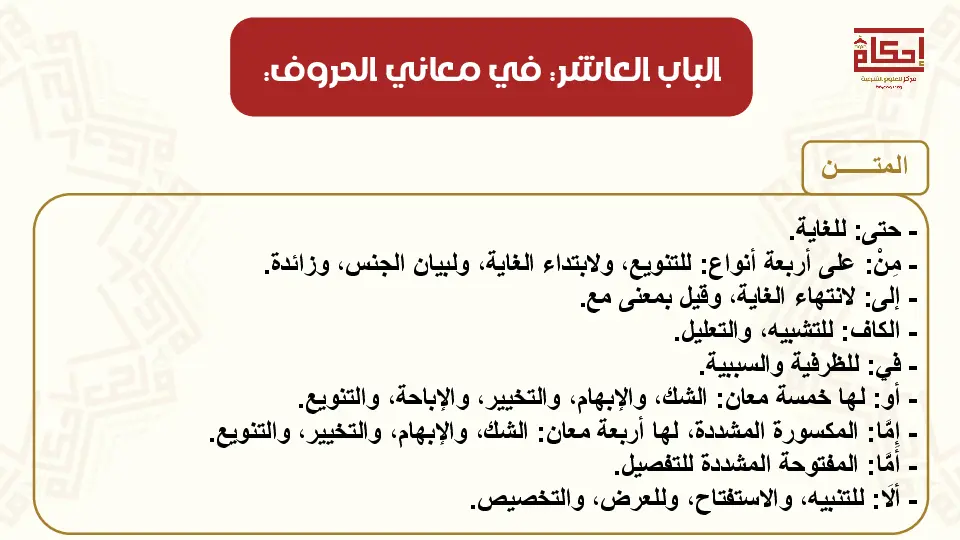 الباب العاشر: في معاني الحروف:
إحكام
مركز للعلوم الشرعية
المتـــــن
- حتى: للغاية.
- مِنْ: على أربعة أنواع: للتنويع، ولابتداء الغاية، ولبيان الجنس، وزائدة.
- إلى: لانتهاء الغاية، وقيل بمعنى مع.
- الكاف: للتشبيه، والتعليل.
- في: للظرفية والسببية.
- أو: لها خمسة معان: الشك، والإبهام، والتخيير، والإباحة، والتنويع.
- إِمَّا: المكسورة المشددة، لها أربعة معان: الشك، والإبهام، والتخيير، والتنويع.
- أَمَّا: المفتوحة المشددة للتفصيل.
- ألَا: للتنبيه، والاستفتاح، وللعرض، والتخصيص.